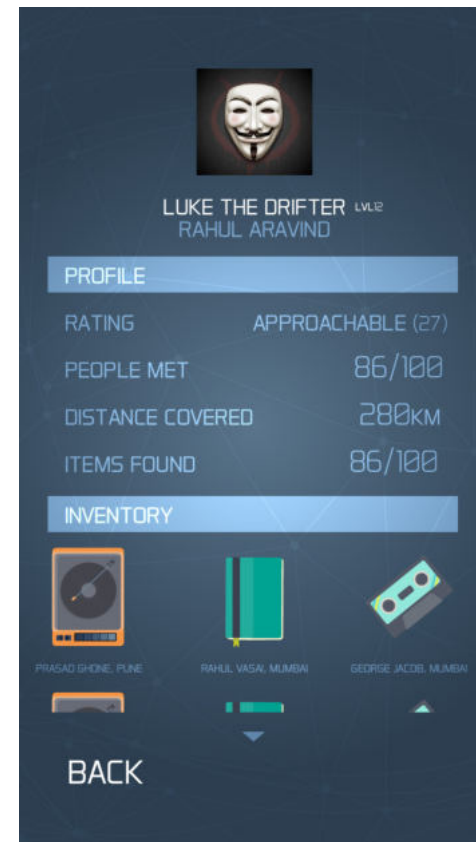 LUKE THE DRIFTER LVL12
RAHUL ARAVIND
PROFILE
RATING APPROACHABLE (27)
PEOPLE MET 86/100
DISTANCE COVERED 280KM
ITEMS FOUND 86/100
INVENTORY
PRASAD GHONE, PUNE RAHUL VASAI, MUMBAI GEORGE JACOB, MUMBAI
BACK